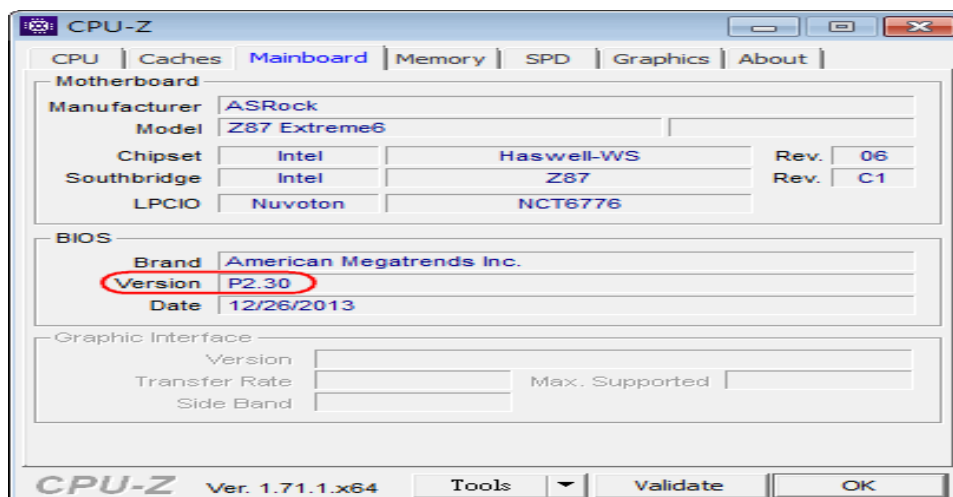 CPU-Z
CPU Caches Mainboard Memory SPD Graphics About
Motherboard
Manufacturer ASRock
Model Z87 Extreme6
Chipset Intel Haswell-WS Rev. 06
Southbridge Intel Z87 Rev. C1
LPCIO Nuvoton NCT6776
BIOS
Brand American Megatrends Inc.
Version P2.30
Date 12/26/2013
Graphic Interface
Version
Transfer Rate Max. Supported
Side Band
CPU-Z Ver. 1.71.1.x64 Tools Validate OK